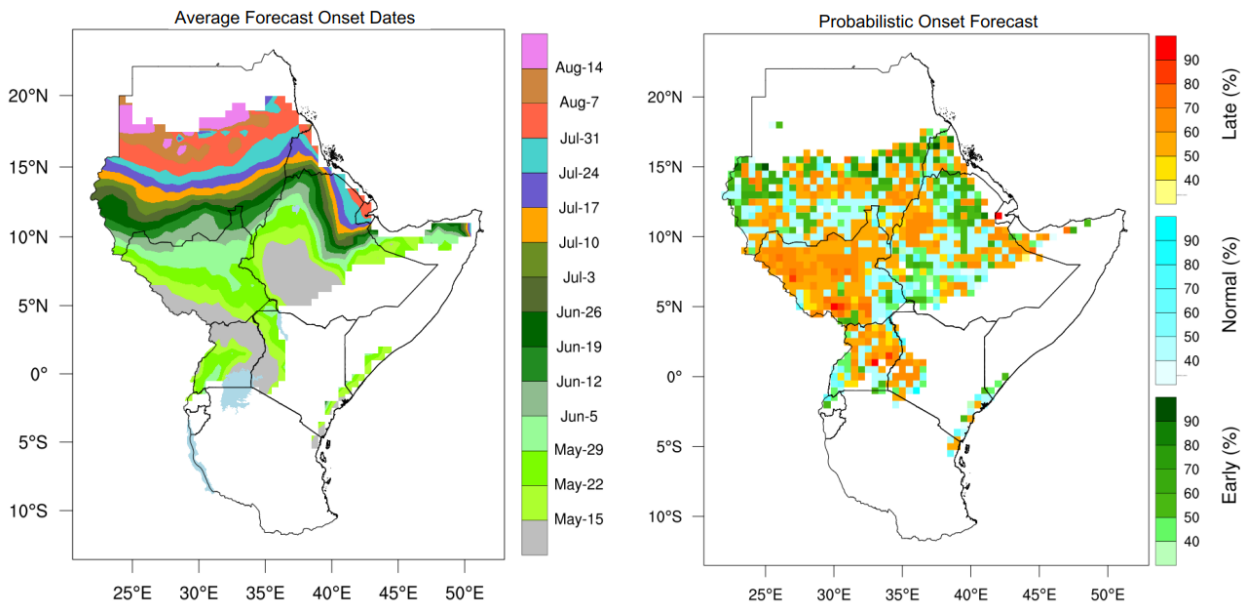 Average Forecast Onset Dates
20°N
15°N
10°N
5°N
0°
5°S
10°S
25°E 30°E 35°E 40°E 45°E 50°E
Aug-14
Aug-7
Jul-31
Jul-24
Jul-17
Jul-10
Jul-3
Jun-26
Jun-19
Jun-12
Jun-5
May-29
May-22
May-15
Probabilistic Onset Forecast
20°N
15°N
10°N
5°N
0°
5°S
10°S
25°E 30°E 35°E 40°E 45°E 50°E
90
80
70
60
50
40
Late (%)
90
80
70
60
50
40
Normal (%)
90
80
70
60
50
40
Early (%)